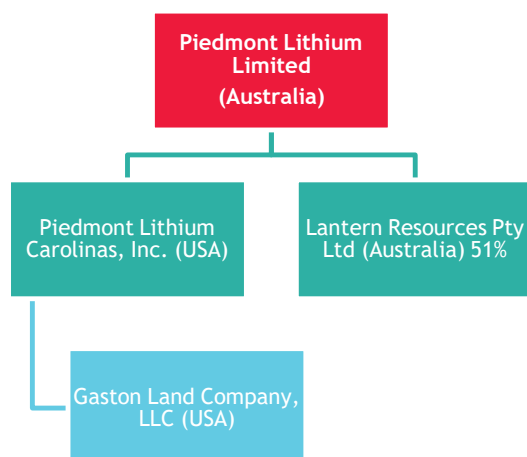 Piedmont Lithium
Limited
(Australia)
Piedmont Lithium
Carolinas, Inc. (USA)
Lantern Resources Pty
Ltd (Australia) 51%
Gaston Land Company,
LLC (USA)